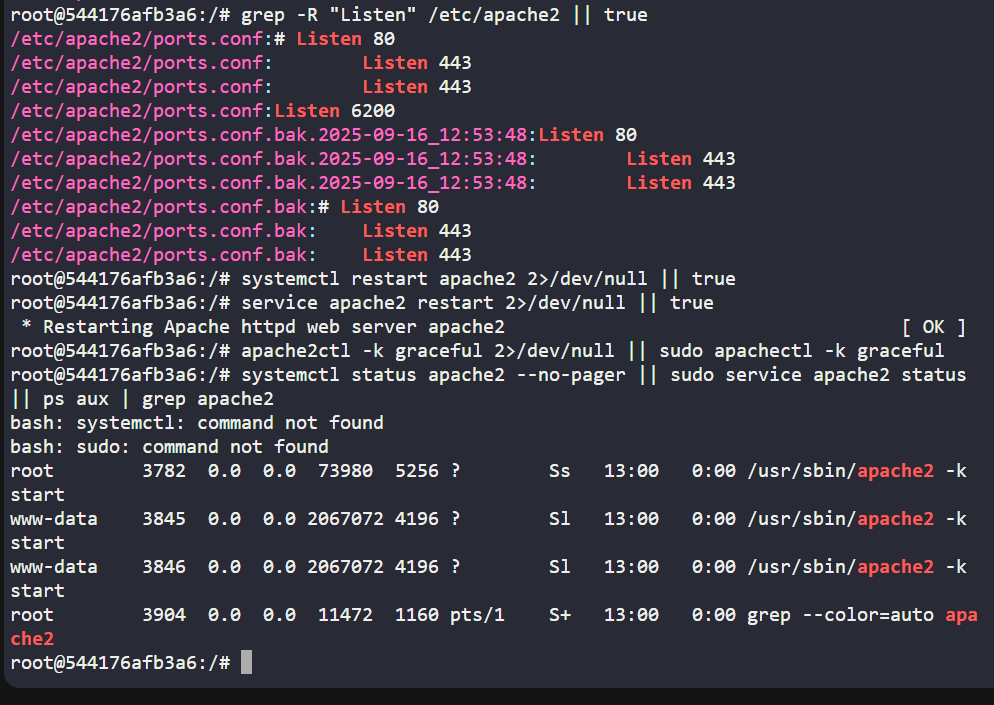 root@544176afb3a6:/# grep -R "Listen" /etc/apache2 || true
/etc/apache2/ports.conf:# Listen 80
/etc/apache2/ports.conf:        Listen 443
/etc/apache2/ports.conf:        Listen 443
/etc/apache2/ports.conf:Listen 6200
/etc/apache2/ports.conf.bak.2025-09-16_12:53:48:Listen 80
/etc/apache2/ports.conf.bak.2025-09-16_12:53:48:        Listen 443
/etc/apache2/ports.conf.bak.2025-09-16_12:53:48:        Listen 443
/etc/apache2/ports.conf.bak:# Listen 80
/etc/apache2/ports.conf.bak:    Listen 443
/etc/apache2/ports.conf.bak:    Listen 443
root@544176afb3a6:/# systemctl restart apache2 2>/dev/null || true
root@544176afb3a6:/# service apache2 restart 2>/dev/null || true
 * Restarting Apache httpd web server apache2                                    [ OK ]
root@544176afb3a6:/# apache2ctl -k graceful 2>/dev/null || sudo apachectl -k graceful
root@544176afb3a6:/# systemctl status apache2 --no-pager || sudo service apache2 status
|| ps aux | grep apache2
bash: systemctl: command not found
bash: sudo: command not found
root        3782  0.0  0.0  73980  5256 ?        Ss   13:00   0:00 /usr/sbin/apache2 -k
start
www-data    3845  0.0  0.0 2067072 4196 ?        Sl   13:00   0:00 /usr/sbin/apache2 -k
start
www-data    3846  0.0  0.0 2067072 4196 ?        Sl   13:00   0:00 /usr/sbin/apache2 -k
start
root        3904  0.0  0.0  11472  1160 pts/1    S+   13:00   0:00 grep --color=auto apa
che2
root@544176afb3a6:/#